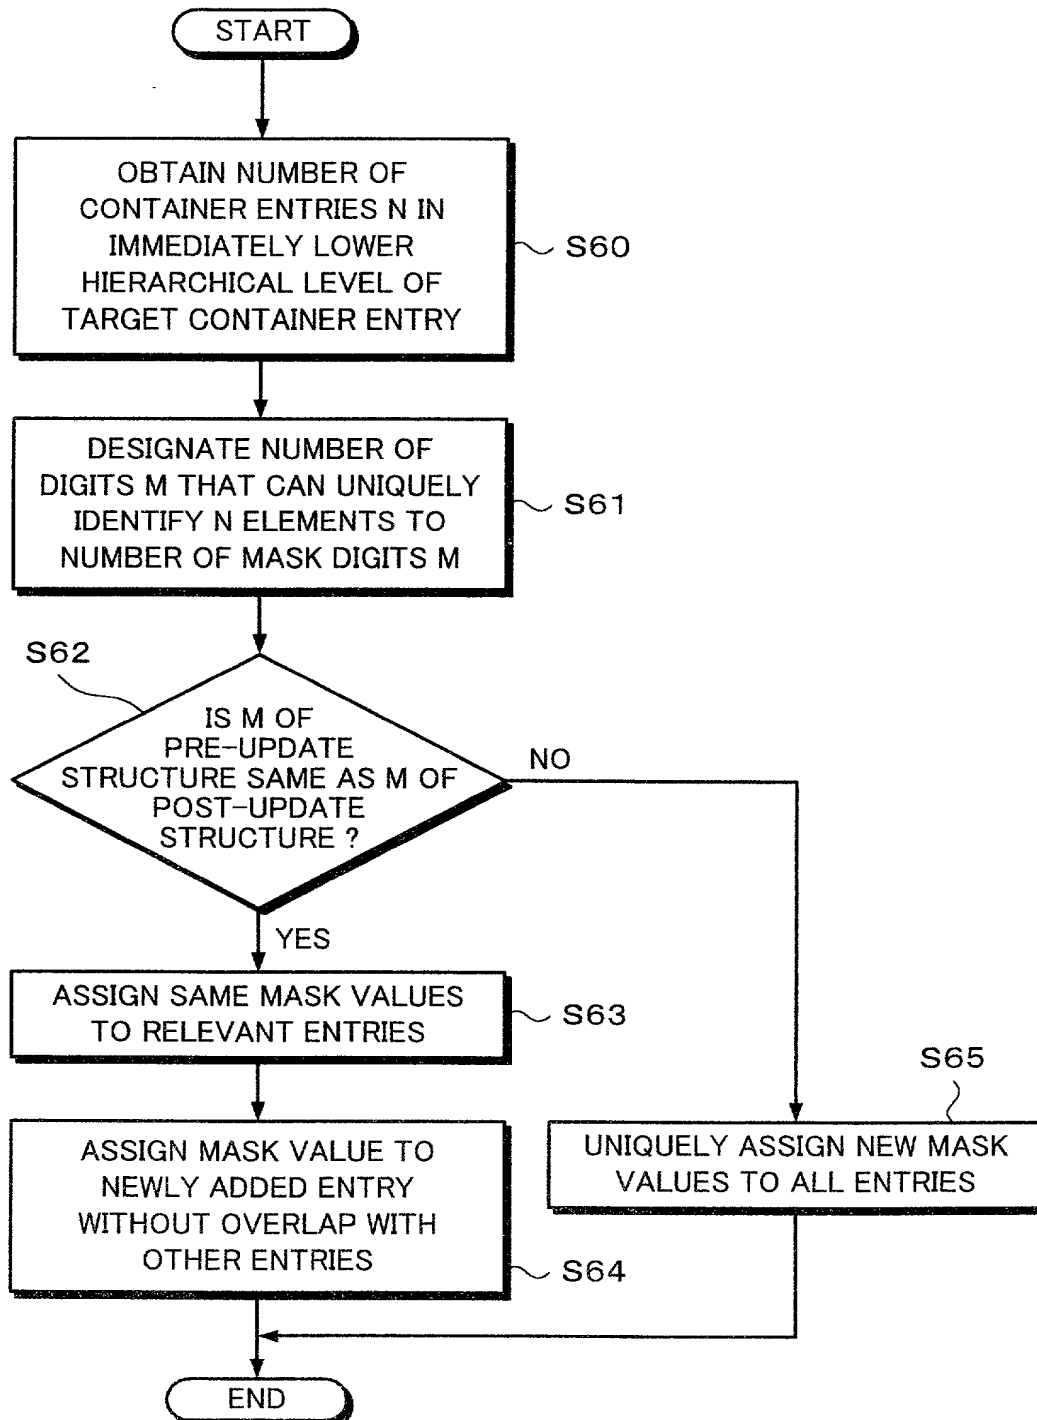 START
OBTAIN NUMBER OF
CONTAINER ENTRIES N IN
IMMEDIATELY LOWER
HIERARCHICAL LEVEL OF
TARGET CONTAINER ENTRY
S60
DESIGNATE NUMBER OF
DIGITS M THAT CAN UNIQUELY
IDENTIFY N ELEMENTS TO
NUMBER OF MASK DIGITS M
S61
S62
IS M OF
PRE-UPDATE
STRUCTURE SAME AS M OF
POST-UPDATE
STRUCTURE ?
NO
YES
ASSIGN SAME MASK VALUES
TO RELEVANT ENTRIES
S63
ASSIGN MASK VALUE TO
NEWLY ADDED ENTRY
WITHOUT OVERLAP WITH
OTHER ENTRIES
S64
S65
UNIQUELY ASSIGN NEW MASK
VALUES TO ALL ENTRIES
END